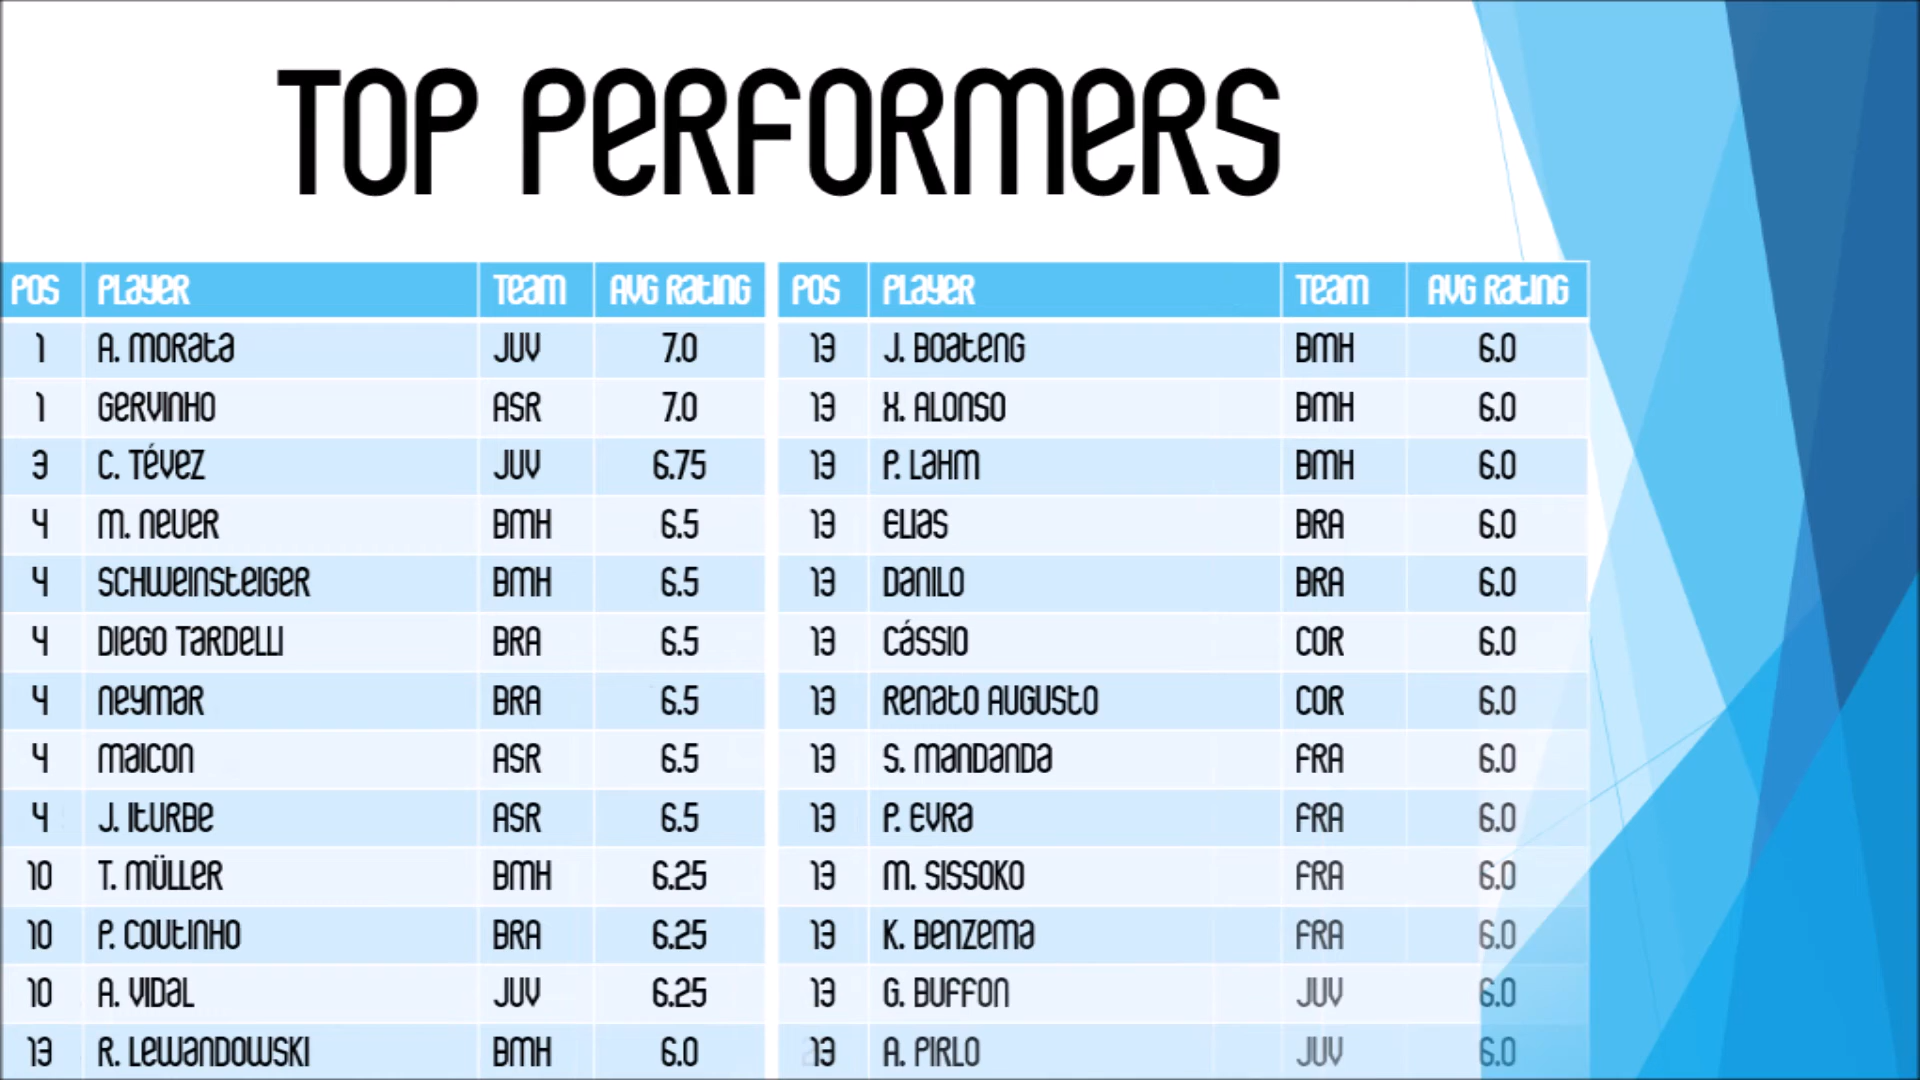 TOP PERFORMERS
POS PLAYER TEAM AVG RATING POS PLAYER TEAM AVG RATING
1 A. MORATA JUV 7.0 13 J. BOATENG BMH 6.0
1 GERVINHO ASR 7.0 13 X. ALONSO BMH 6.0
3 C. TÉVEZ JUV 6.75 13 P. LAHM BMH 6.0
4 M. NEUER BMH 6.5 13 ELIAS BRA 6.0
4 SCHWEINSTEIGER BMH 6.5 13 DANILO BRA 6.0
4 DIEGO TARDELLI BRA 6.5 13 CÁSSIO COR 6.0
4 NEYMAR BRA 6.5 13 RENATO AUGUSTO COR 6.0
4 MAICON ASR 6.5 13 S. MANDANDA FRA 6.0
4 J. ITURBE ASR 6.5 13 P. EVRA FRA 6.0
10 T. MÜLLER BMH 6.25 13 M. SISSOKO FRA 6.0
10 P. COUTINHO BRA 6.25 13 K. BENZEMA FRA 6.0
10 A. VIDAL JUV 6.25 13 G. BUFFON JUV 6.0
13 R. LEWANDOWSKI BMH 6.0 13 A. PIRLO JUV 6.0